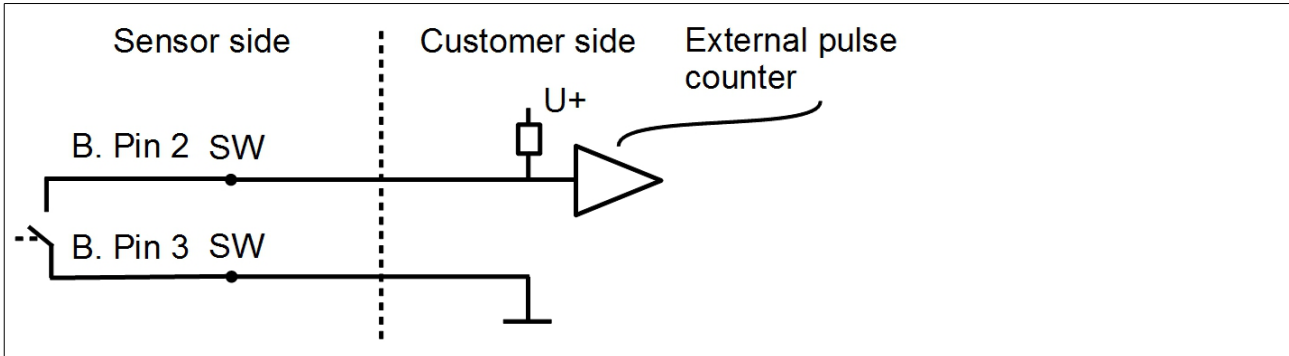 Sensor side
Customer side
External pulse
counter
U+
B. Pin 2 SW
B. Pin 3 SW